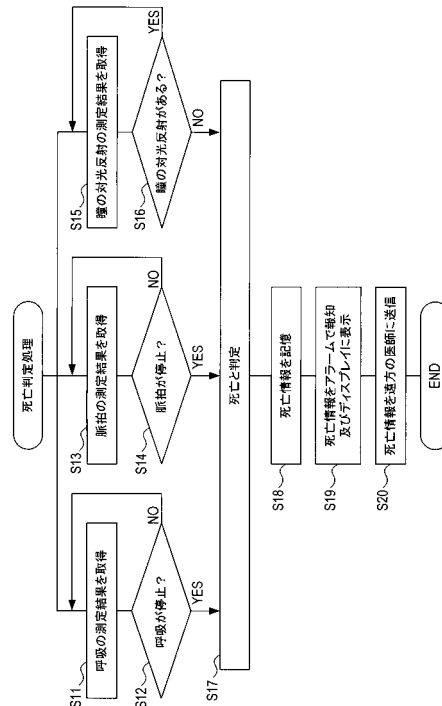 死亡判定処理
S11
呼吸の測定結果を取得
S12
呼吸が停止?
NO
YES
S13
脈拍の測定結果を取得
S14
脈拍が停止?
NO
YES
S15
瞳の対光反射の測定結果を取得
S16
瞳の対光反射がある?
YES
NO
S17
死亡と判定
S18
死亡情報を記憶
S19
死亡情報をアラームで報知
及びディスプレイに表示
S20
死亡情報を遠方の医師に送信
END